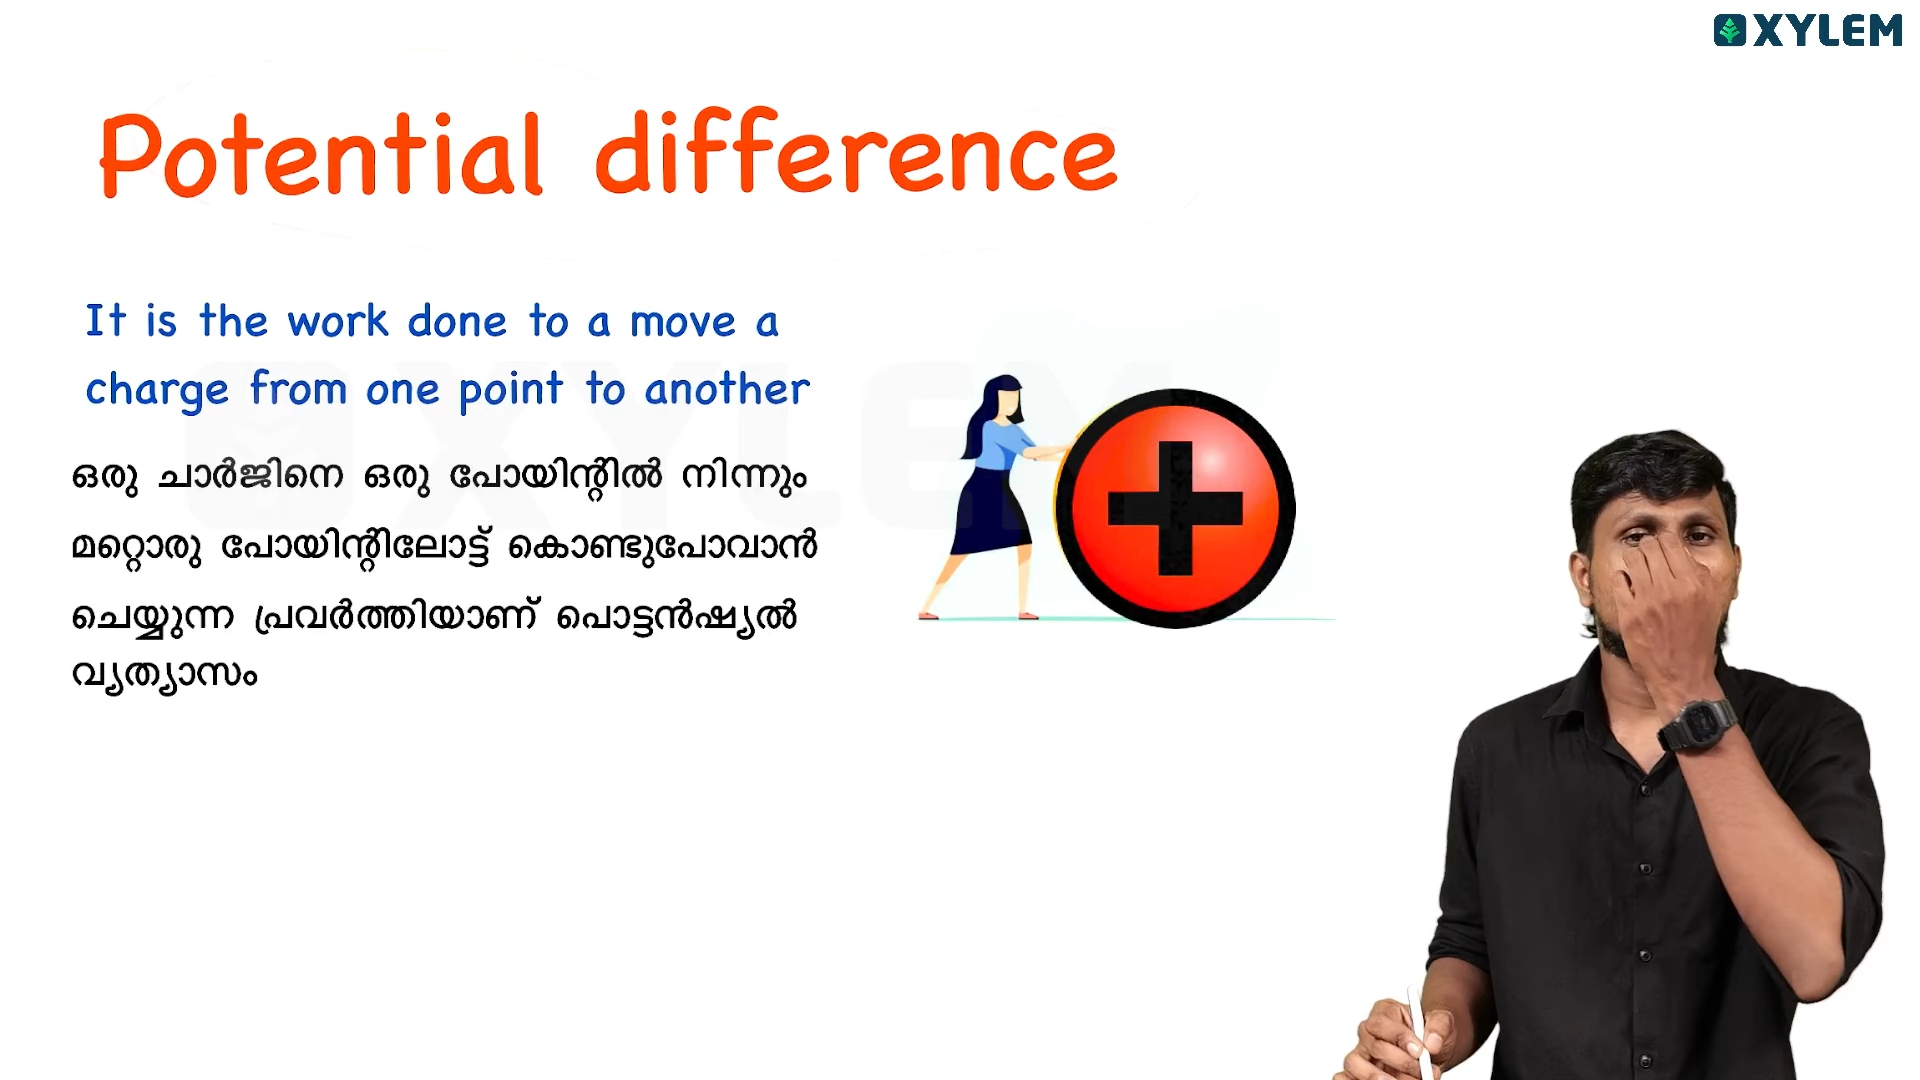 XYLEM
Potential difference
It is the work done to a move a
charge from one point to another
ഒരു ചാർജിനെ ഒരു പോയിന്റിൽ നിന്നും
മറ്റൊരു പോയിന്റിലോട്ട് കൊണ്ടുപോവാൻ
ചെയ്യുന്ന പ്രവർത്തിയാണ് പൊട്ടൻഷ്യൽ
വ്യത്യാസം
XYLEM